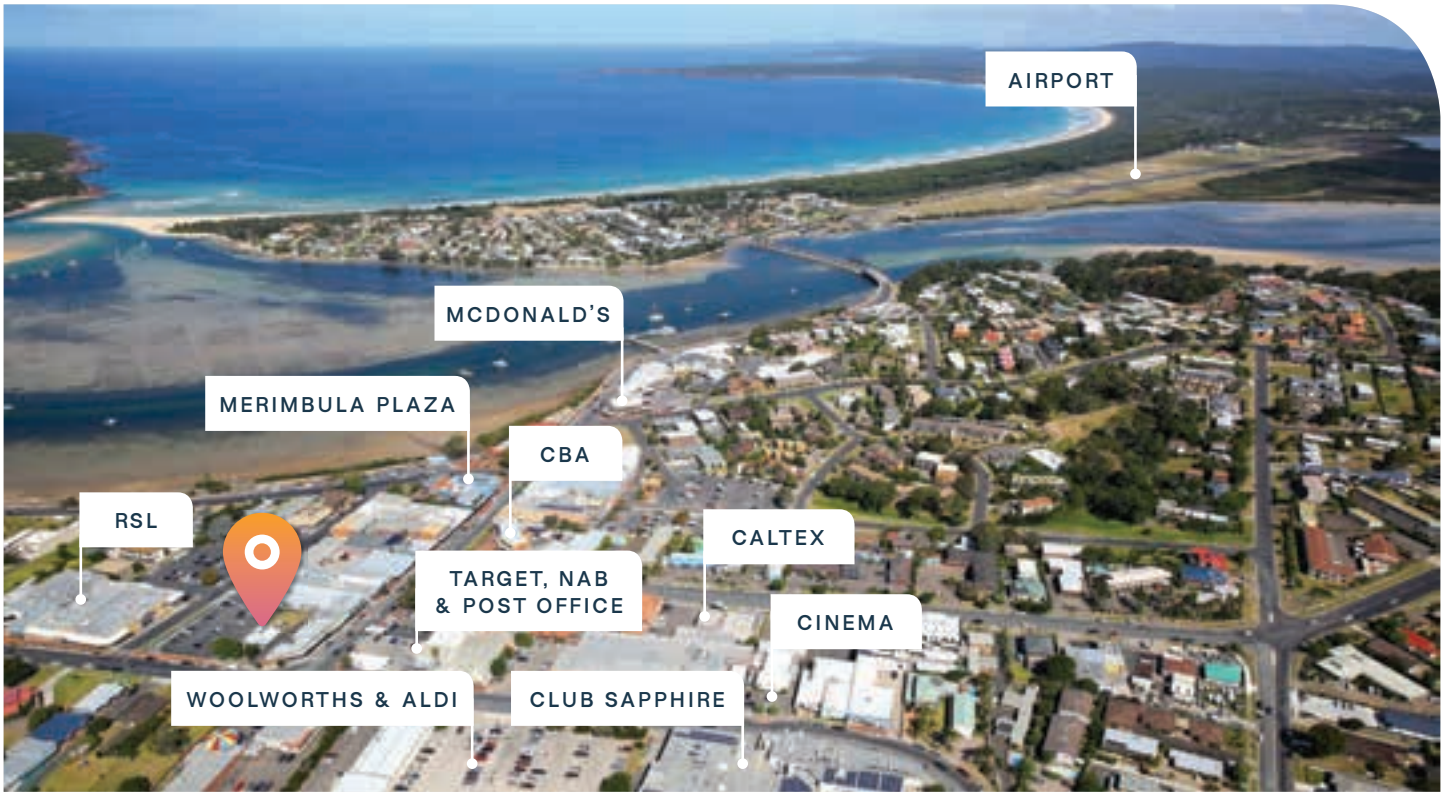 AIRPORT
MCDONALD'S
MERIMBULA PLAZA
CBA
RSL
CALTEX
TARGET, NAB
& POST OFFICE
CINEMA
WOOLWORTHS & ALDI
CLUB SAPPHIRE